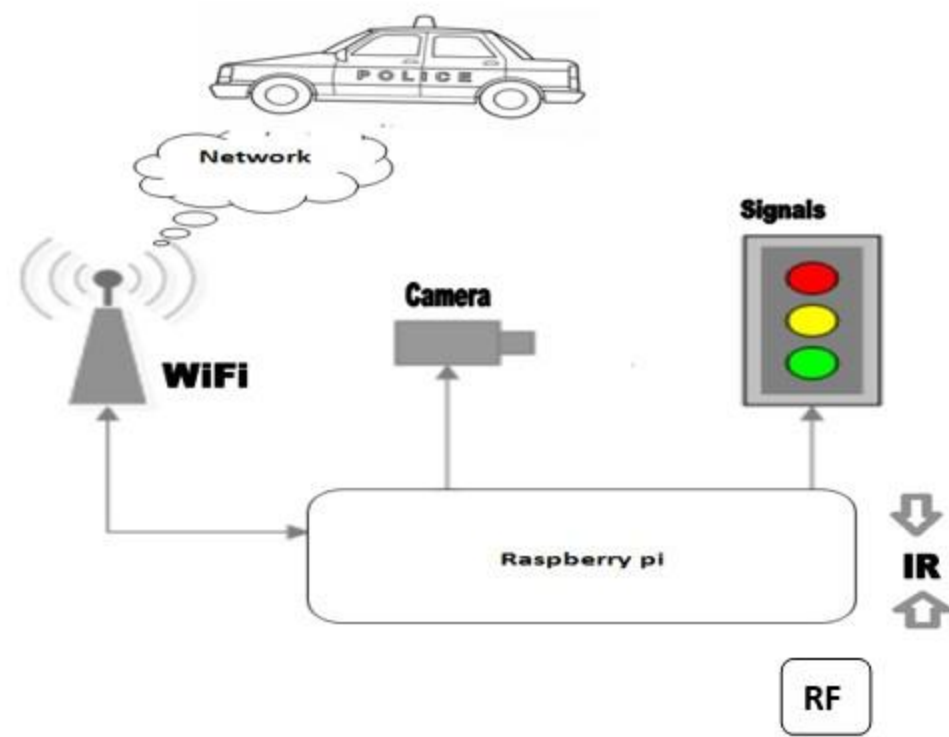 POLICE
Network
Signals
Camera
WiFi
Raspberry pi
IR
RF